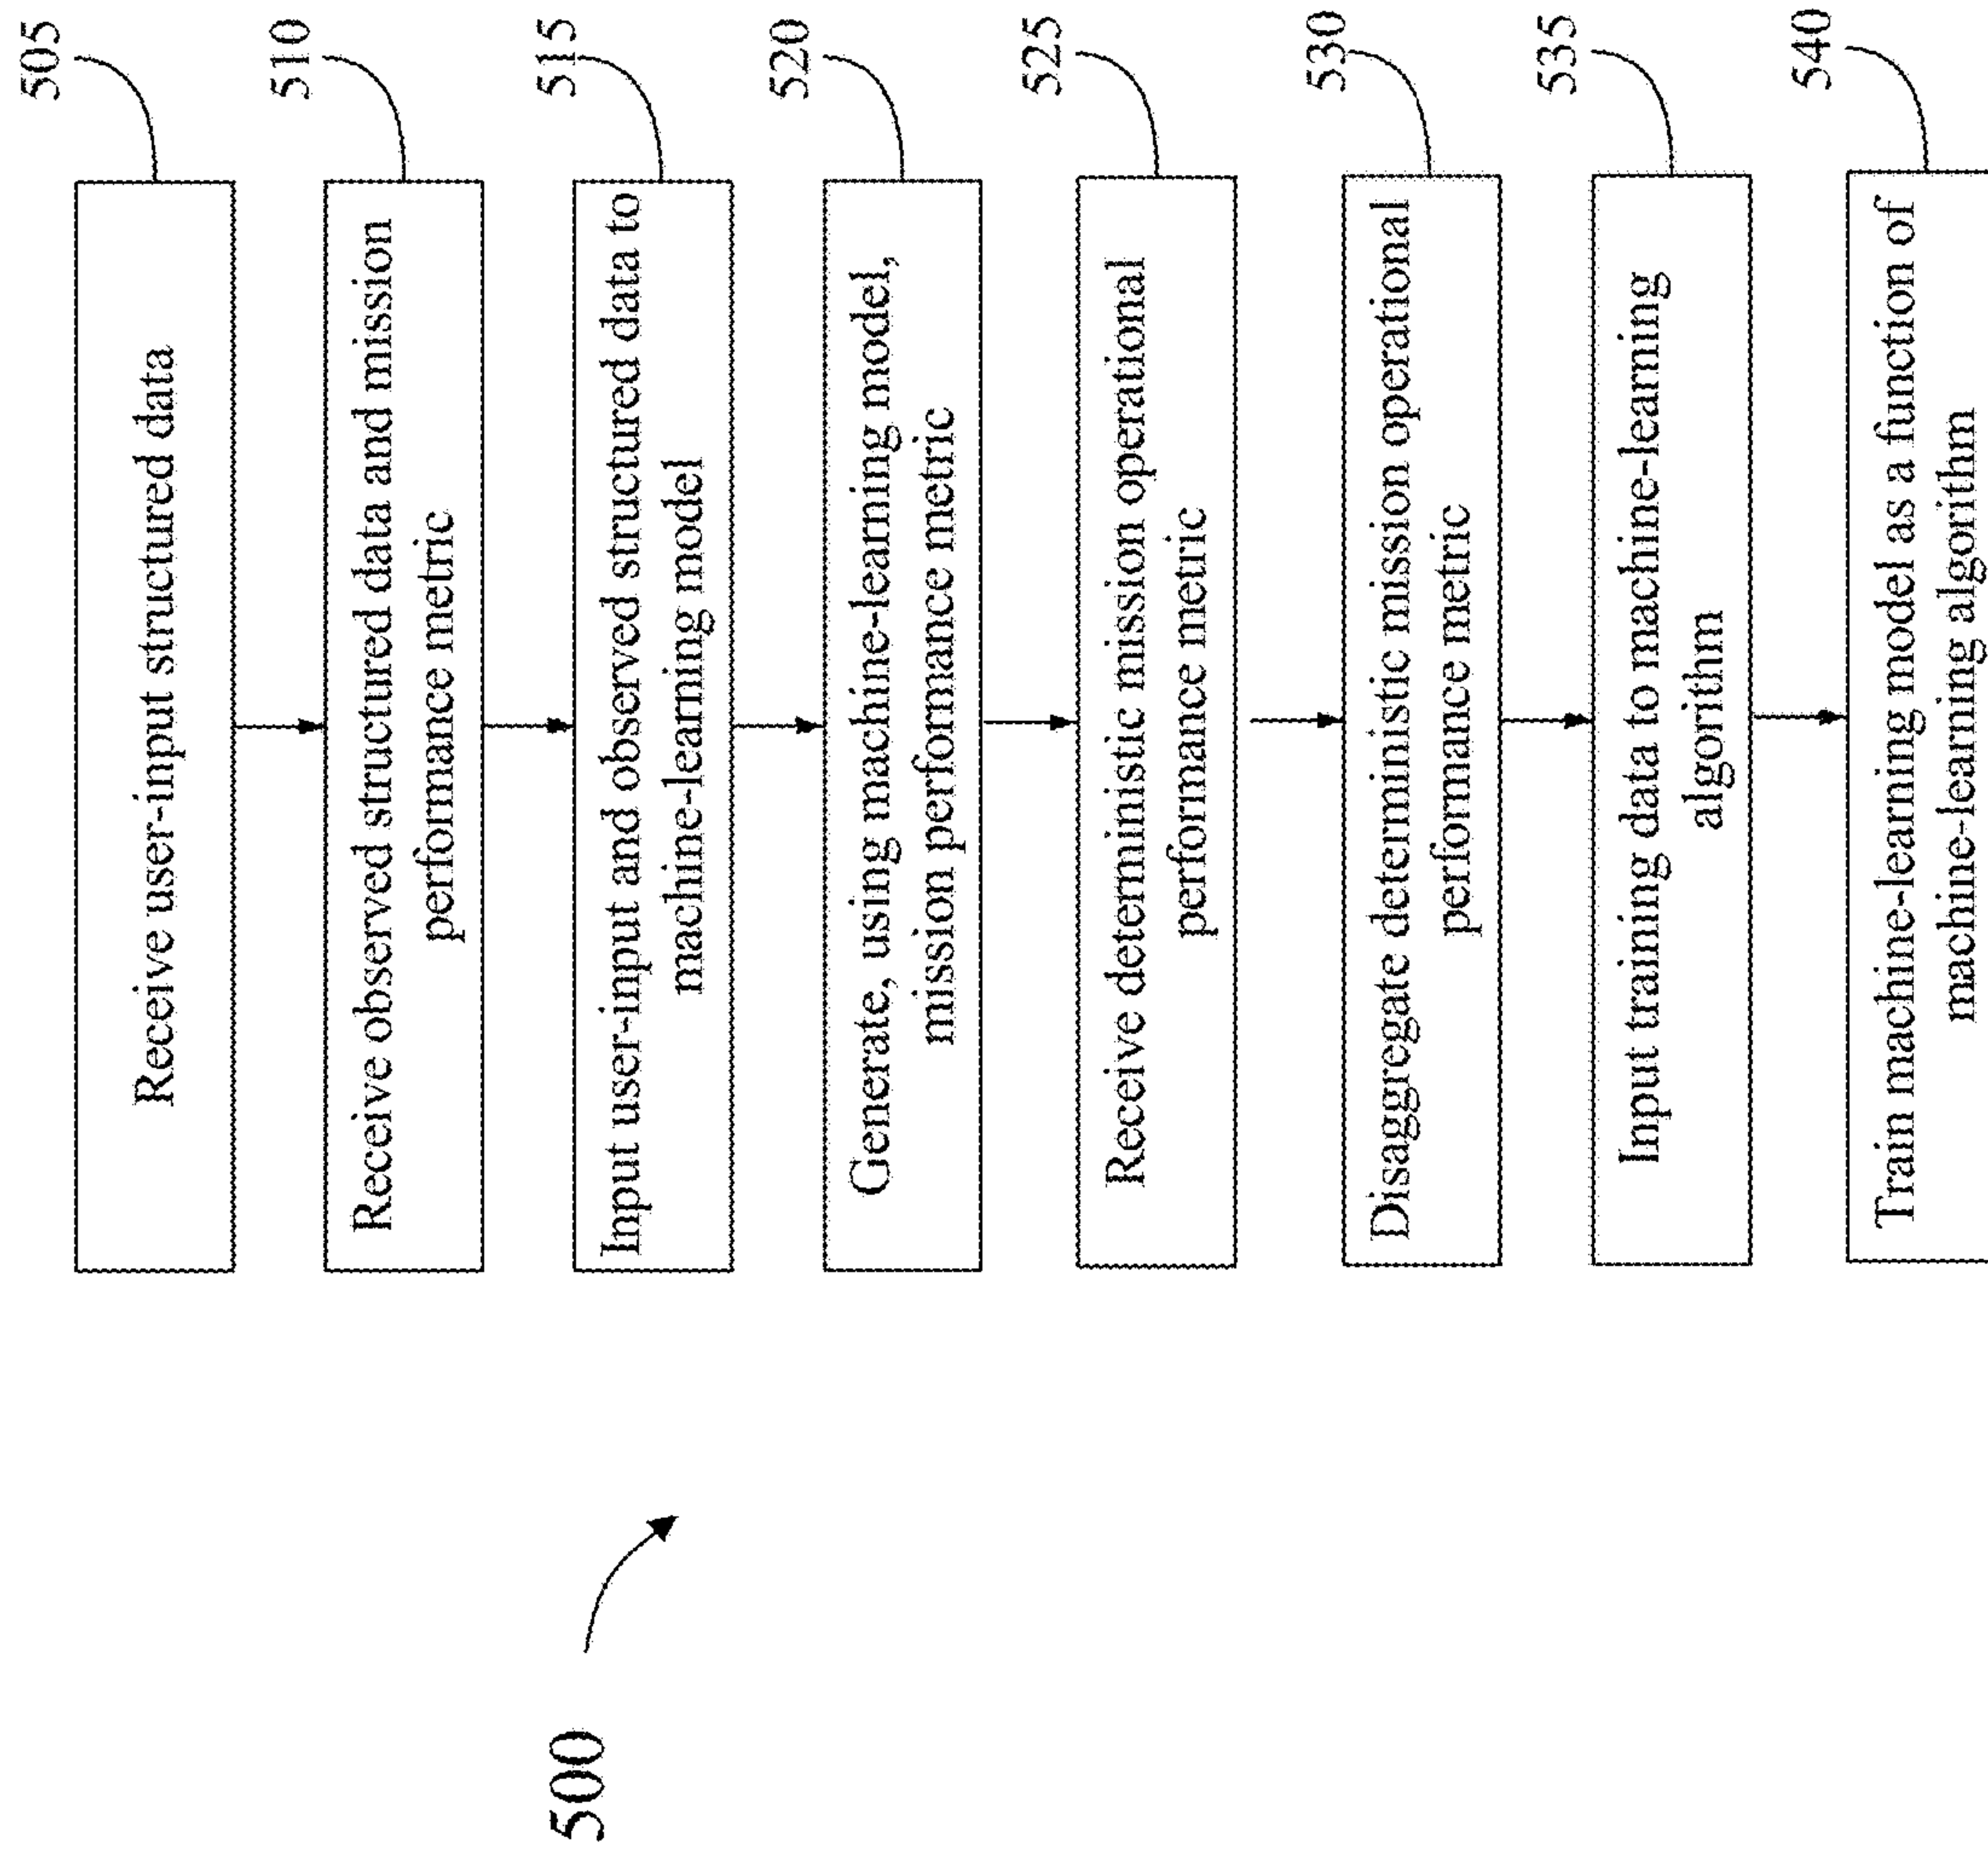 500
Receive user-input structured data
505
Receive observed structured data and mission
performance metric
510
Input user-input and observed structured data to
machine-learning model
515
Generate, using machine-learning model,
mission performance metric
520
Receive deterministic mission operational
performance metric
525
Disaggregate deterministic mission operational
performance metric
530
Input training data to machine-learning
algorithm
535
Train machine-learning model as a function of
machine-learning algorithm
540